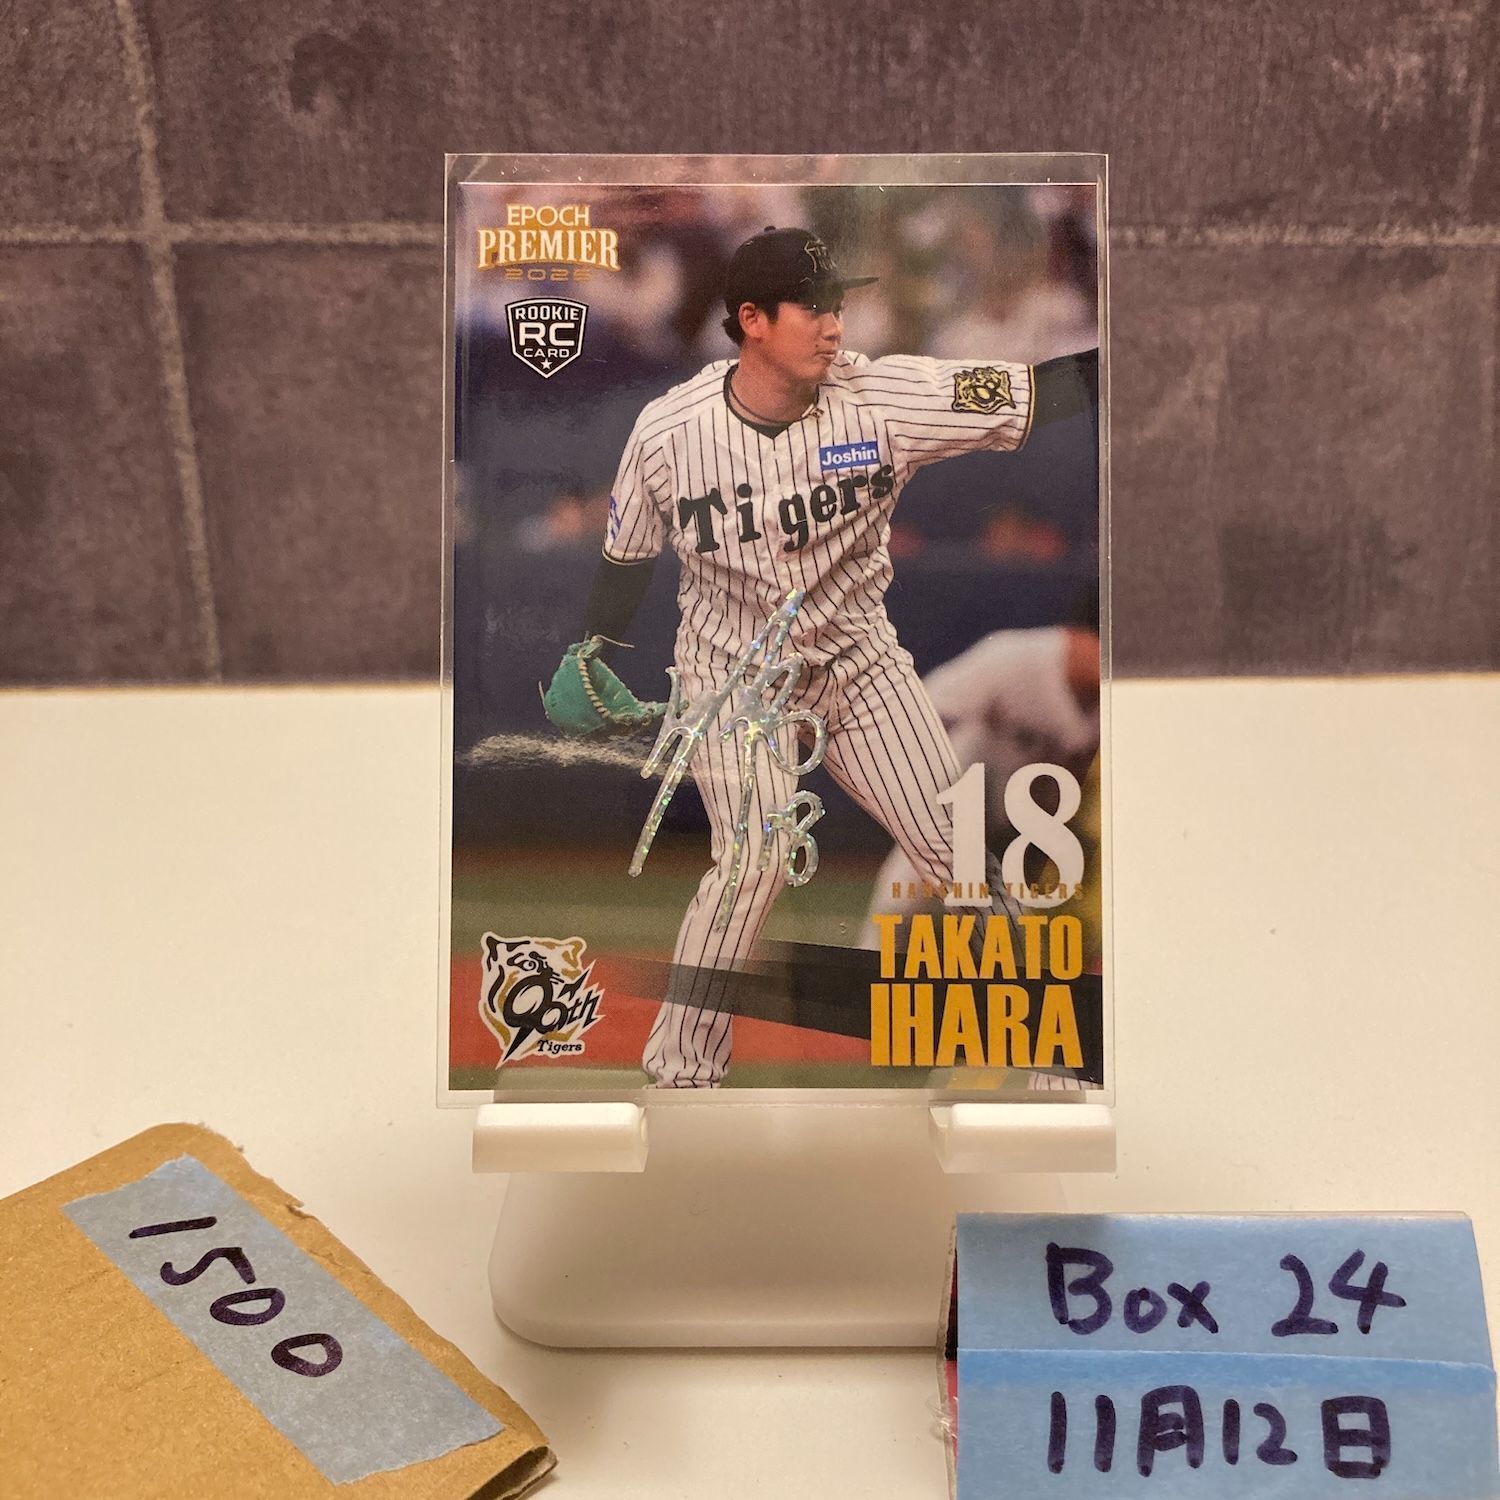 EPOCH
PREMIER
2025
ROOKIE
RC
CARD
Joshin
Tigers
18
18
HANSHIN TIGERS
TAKATO
IHARA
90th
Tigers
1500
Box 24
11月12日